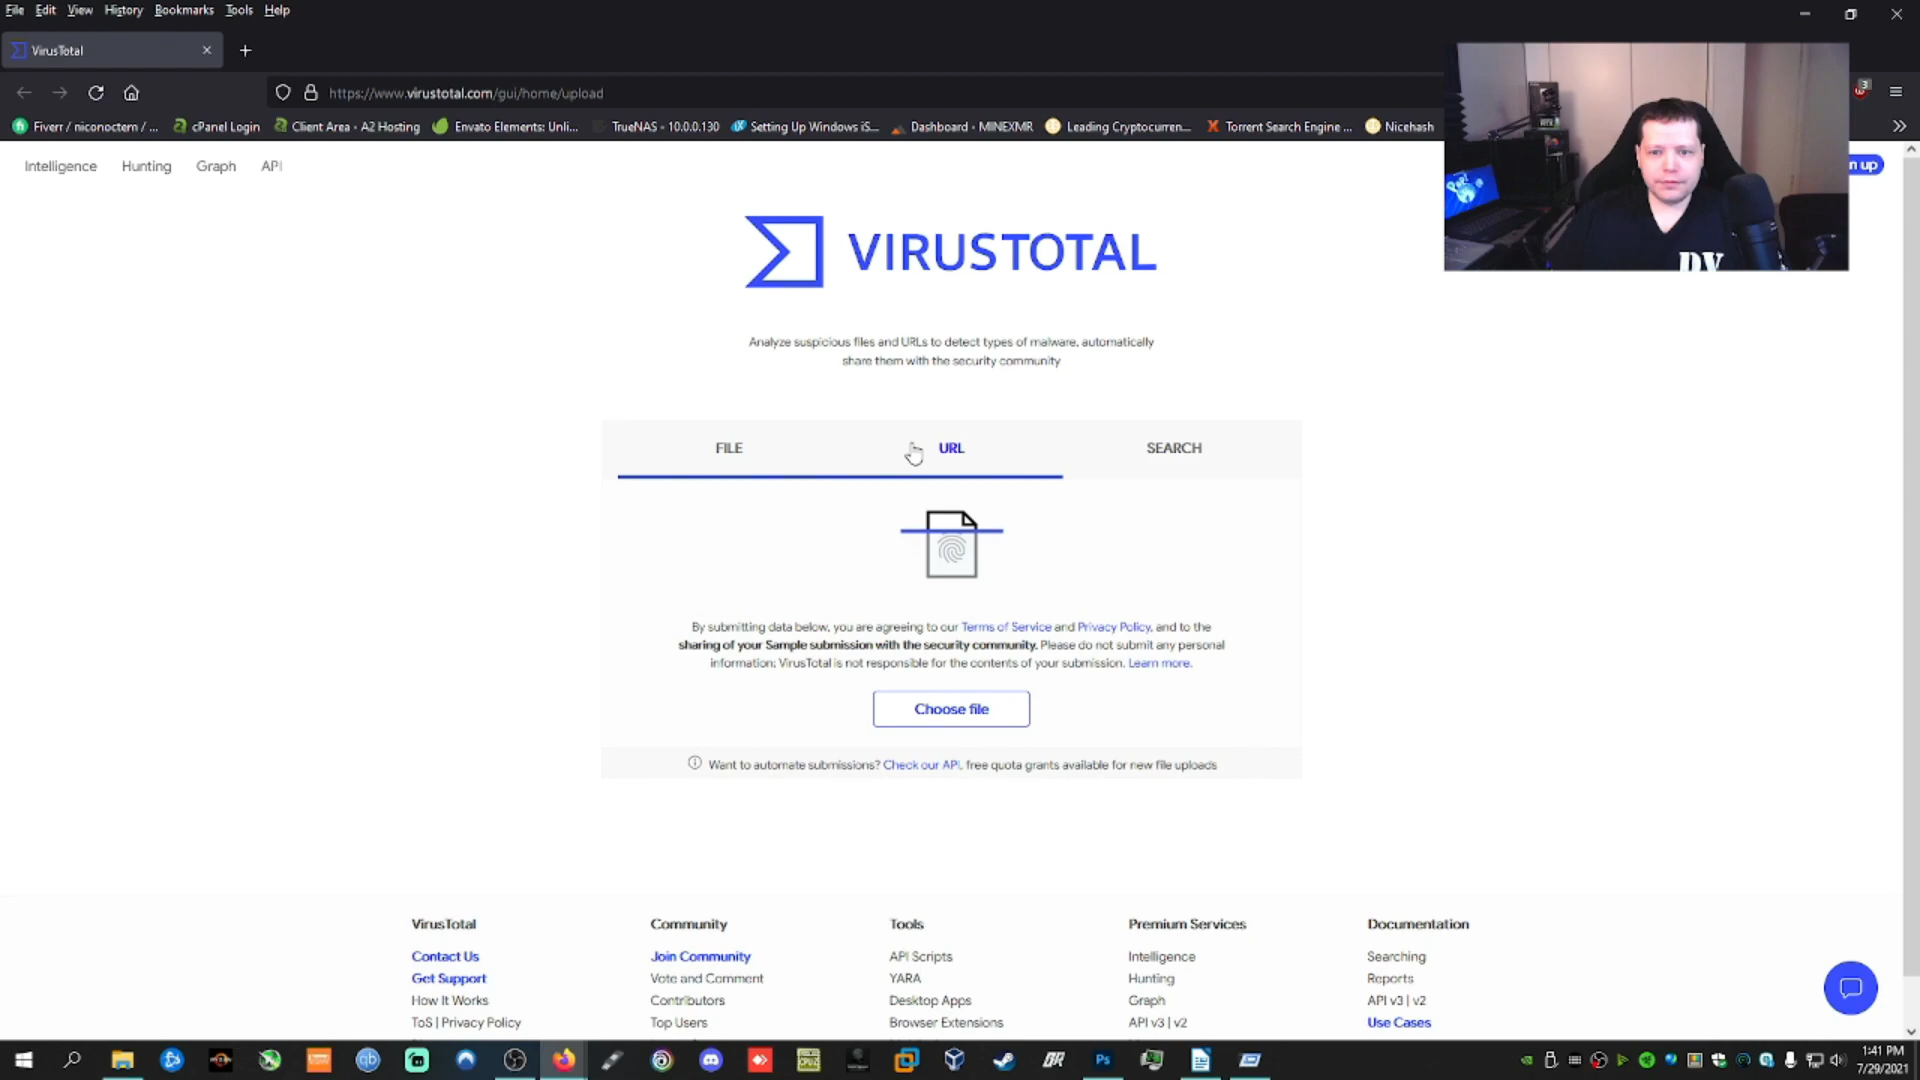 File Edit View History Bookmarks Tools Help
VirusTotal
https://www.virustotal.com/gui/home/upload
Fiverr / niconoctem / ... cPanel Login Client Area - A2 Hosting Envato Elements: Unli... TrueNAS - 10.0.0.130 Setting Up Windows iS... Dashboard - MINEXMR Leading Cryptocurren... Torrent Search Engine ... Nicehash
3
Intelligence Hunting Graph API
n up
VIRUSTOTAL
Analyze suspicious files and URLs to detect types of malware, automatically
share them with the security community
FILE URL SEARCH
By submitting data below, you are agreeing to our Terms of Service and Privacy Policy, and to the
sharing of your Sample submission with the security community. Please do not submit any personal
information; VirusTotal is not responsible for the contents of your submission. Learn more.
Choose file
Want to automate submissions? Check our API, free quota grants available for new file uploads
VirusTotal Community Tools Premium Services Documentation
Contact Us Join Community API Scripts Intelligence Searching
Get Support Vote and Comment YARA Hunting Reports
How It Works Contributors Desktop Apps Graph API v3 | v2
ToS | Privacy Policy Top Users Browser Extensions API v3 | v2 Use Cases
qb
Ps
1:41 PM
7/29/2021